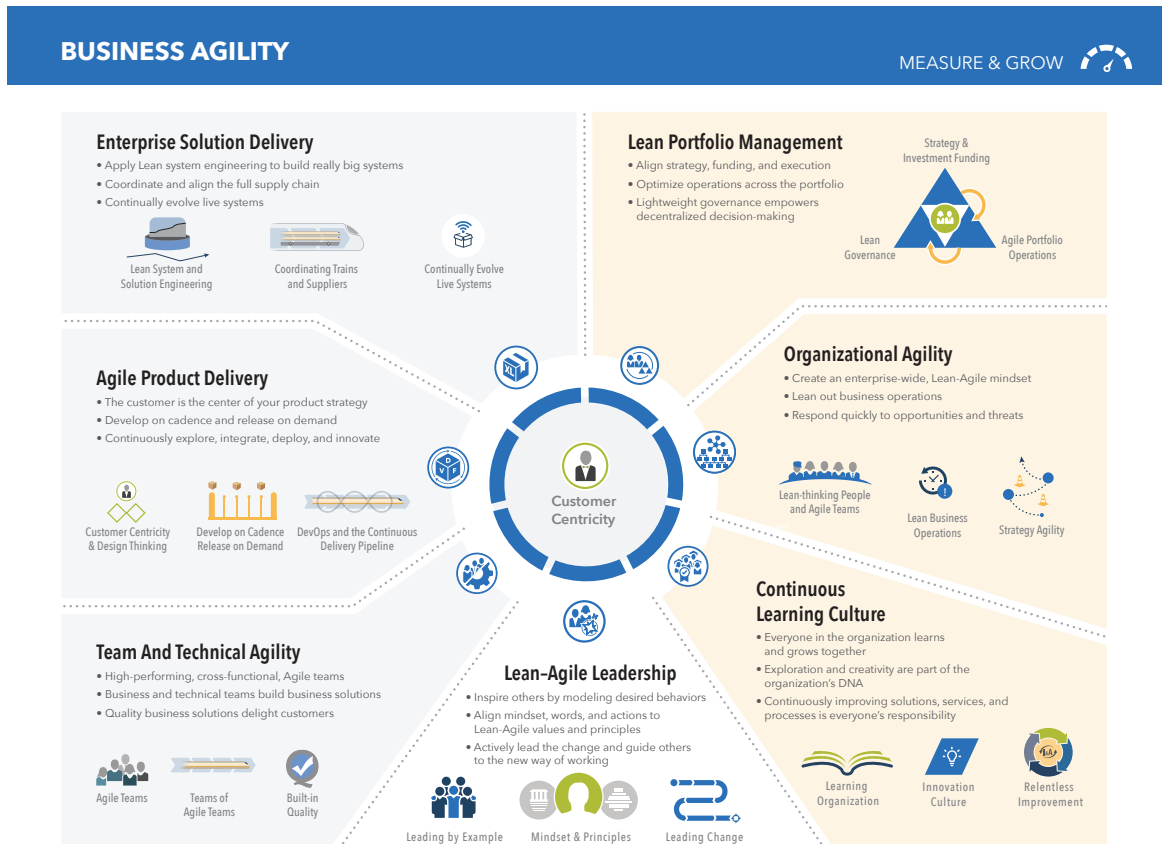 BUSINESS AGILITY
MEASURE & GROW
Enterprise Solution Delivery
• Apply Lean system engineering to build really big systems
• Coordinate and align the full supply chain
• Continually evolve live systems
Lean System and
Solution Engineering
Coordinating Trains
and Suppliers
Continually Evolve
Live Systems
Lean Portfolio Management
• Align strategy, funding, and execution
• Optimize operations across the portfolio
• Lightweight governance empowers
decentralized decision-making
Strategy &
Investment Funding
Lean
Governance
Agile Portfolio
Operations
Agile Product Delivery
• The customer is the center of your product strategy
• Develop on cadence and release on demand
• Continuously explore, integrate, deploy, and innovate
Customer Centricity
& Design Thinking
Develop on Cadence
Release on Demand
DevOps and the Continuous
Delivery Pipeline
XL
D
V F
Customer
Centricity
Organizational Agility
• Create an enterprise-wide, Lean-Agile mindset
• Lean out business operations
• Respond quickly to opportunities and threats
Lean-thinking People
and Agile Teams
!
Lean Business
Operations
Strategy Agility
Team And Technical Agility
• High-performing, cross-functional, Agile teams
• Business and technical teams build business solutions
• Quality business solutions delight customers
Agile Teams
Teams of
Agile Teams
Built-in
Quality
Lean–Agile Leadership
• Inspire others by modeling desired behaviors
• Align mindset, words, and actions to
Lean-Agile values and principles
• Actively lead the change and guide others
to the new way of working
Leading by Example
Mindset & Principles
Leading Change
Continuous
Learning Culture
• Everyone in the organization learns
and grows together
• Exploration and creativity are part of the
organization's DNA
• Continuously improving solutions, services, and
processes is everyone's responsibility
Learning
Organization
Innovation
Culture
Relentless
Improvement